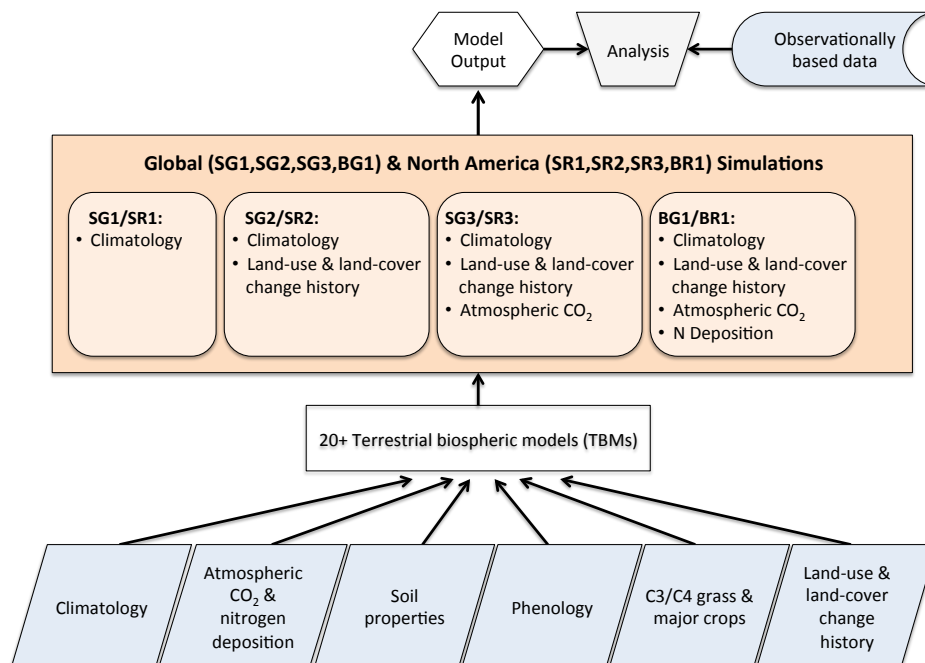 Model
Output
Analysis
Observationally
based data
Global (SG1,SG2,SG3,BG1) & North America (SR1,SR2,SR3,BR1) Simulations
SG1/SR1:
• Climatology
SG2/SR2:
• Climatology
• Land-use & land-cover
change history
SG3/SR3:
• Climatology
• Land-use & land-cover
change history
• Atmospheric CO₂
BG1/BR1:
• Climatology
• Land-use & land-cover
change history
• Atmospheric CO₂
• N Deposition
20+ Terrestrial biospheric models (TBMs)
Climatology
Atmospheric
CO₂ &
nitrogen
deposition
Soil
properties
Phenology
C3/C4 grass &
major crops
Land-use &
land-cover
change
history